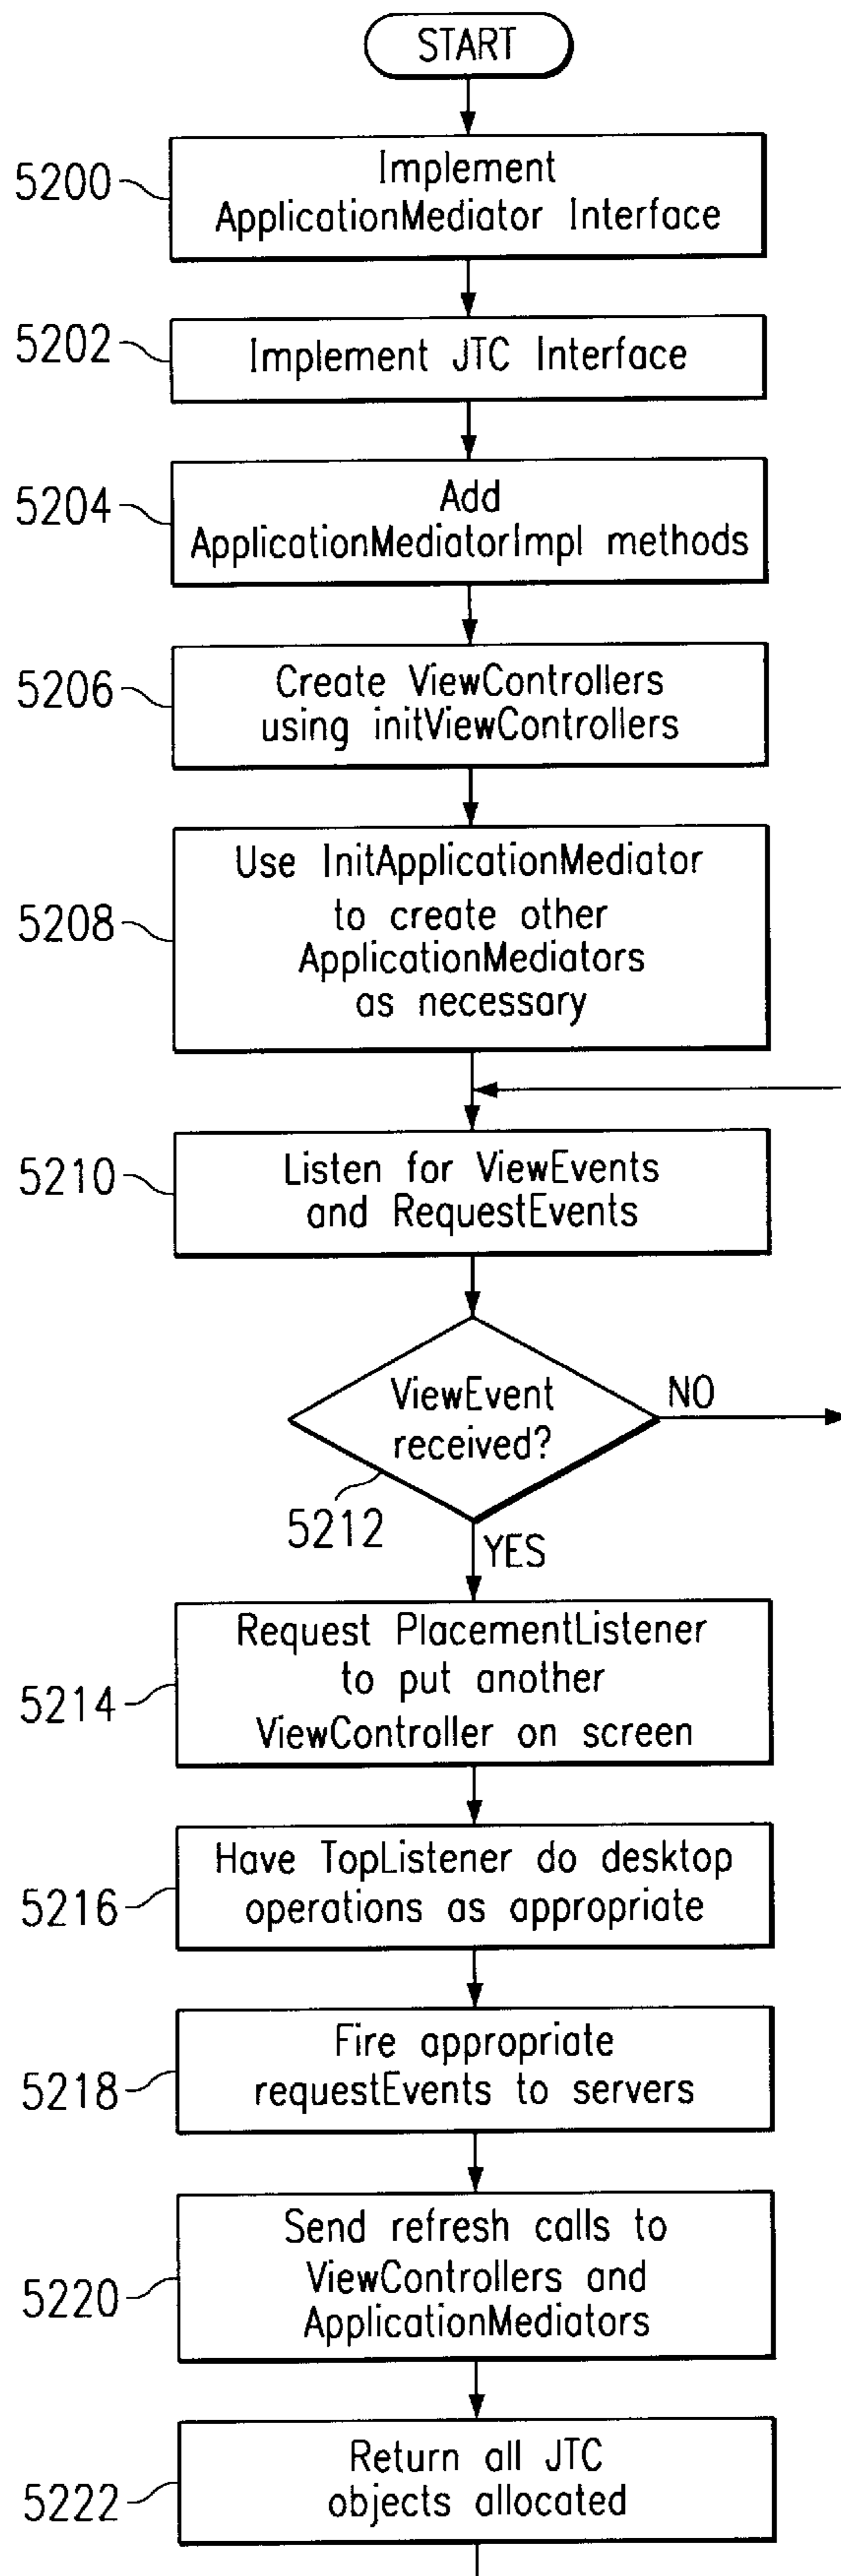 START
5200
Implement
ApplicationMediator Interface
5202
Implement JTC Interface
5204
Add
ApplicationMediatorImpl methods
5206
Create ViewControllers
using initViewControllers
5208
Use InitApplicationMediator
to create other
ApplicationMediators
as necessary
5210
Listen for ViewEvents
and RequestEvents
ViewEvent
received?
NO
5212
YES
5214
Request PlacementListener
to put another
ViewController on screen
5216
Have TopListener do desktop
operations as appropriate
5218
Fire appropriate
requestEvents to servers
5220
Send refresh calls to
ViewControllers and
ApplicationMediators
5222
Return all JTC
objects allocated